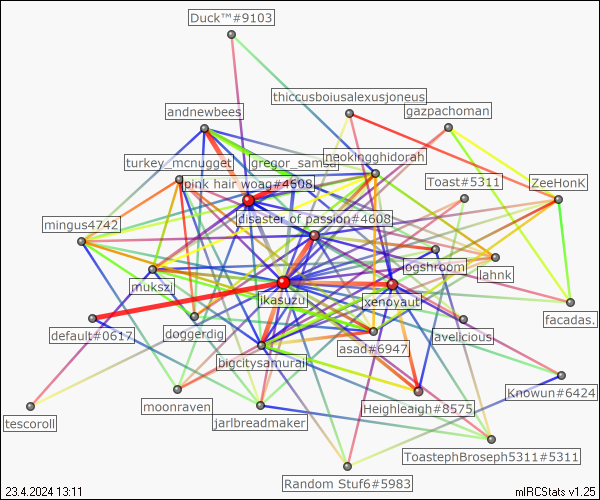 Duck™#9103
thiccusboiusalexusjoneus
andnewbees
gazpachoman
turkey_mcnugget
gregor_samsa
neokingghidorah
pink hair woag#4608
Toast#5311
ZeeHonK
mingus4742
disaster of passion#4608
ogshroom
iahnk
mukszi
ikasuzu
xenoyaut
facadas.
default#0617
doggerdig
asad#6947
avelicious
bigcitysamurai
Knowun#6424
tescoroll
moonraven
jarlbreadmaker
Heighleaigh#8575
ToastephBroseph5311#5311
Random Stuf6#5983
23.4.2024 13:11
mIRCStats v1.25